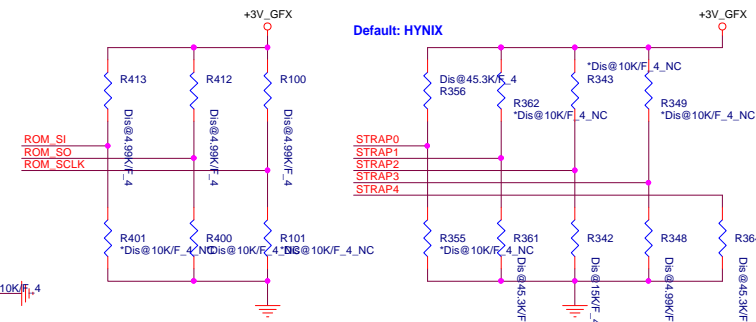 +3V_GFX
+3V_GFX
Default: HYNIX
R413
R412
R100
Dis@4.99K/F_4
Dis@4.99K/F_4
Dis@4.99K/F_4
Dis@45.3K/F_4
R356
R362
*Dis@10K/F_4_NC
*Dis@10K/F_4_NC
R343
R349
*Dis@10K/F_4_NC
ROM_SI
ROM_SO
ROM_SCLK
STRAP0
STRAP1
STRAP2
STRAP3
STRAP4
R401
*Dis@10K/F_4_NC
R400
*Dis@10K/F_4_NC
R101
*Dis@10K/F_4_NC
R355
*Dis@10K/F_4_NC
R361
Dis@45.3K/F
R342
Dis@15K/F_4
R348
Dis@4.99K/F
R36
Dis@45.3K/F
10K/F_4